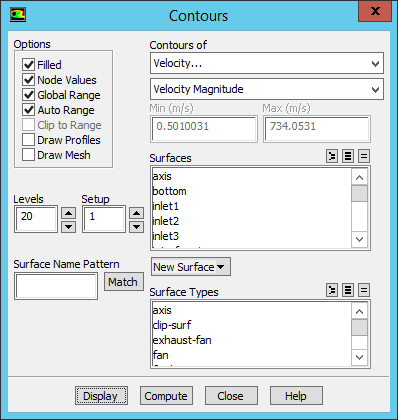 Contours
x
Options
Filled
Node Values
Global Range
Auto Range
Clip to Range
Draw Profiles
Draw Mesh
Levels
Setup
20
1
Surface Name Pattern
Match
Contours of
Velocity...
Velocity Magnitude
Min (m/s)
Max (m/s)
0.5010031
734.0531
Surfaces
axis
bottom
inlet1
inlet2
inlet3
New Surface
Surface Types
axis
clip-surf
exhaust-fan
fan
Display
Compute
Close
Help